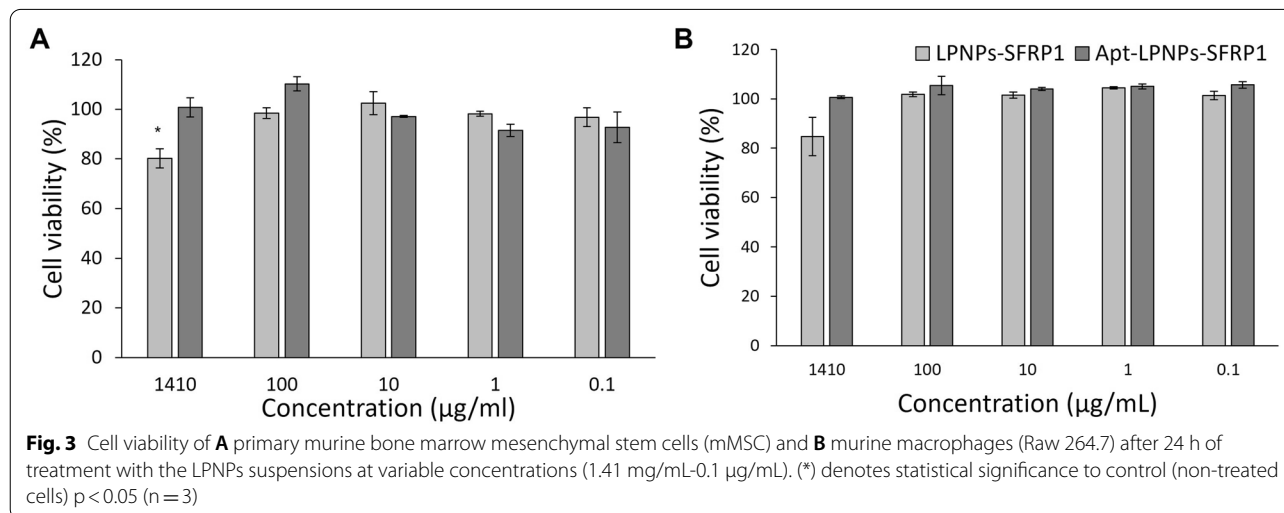 A
120
100
80
60
40
20
0
Cell viability (%)
*
1410 100 10 1 0.1
Concentration (µg/ml)
B
LPNPs-SFRP1 Apt-LPNPs-SFRP1
120
100
80
60
40
20
0
Cell viability (%)
1410 100 10 1 0.1
Concentration (µg/mL)
Fig. 3 Cell viability of A primary murine bone marrow mesenchymal stem cells (mMSC) and B murine macrophages (Raw 264.7) after 24 h of
treatment with the LPNPs suspensions at variable concentrations (1.41 mg/mL-0.1 µg/mL). (*) denotes statistical significance to control (non-treated
cells) p < 0.05 (n = 3)